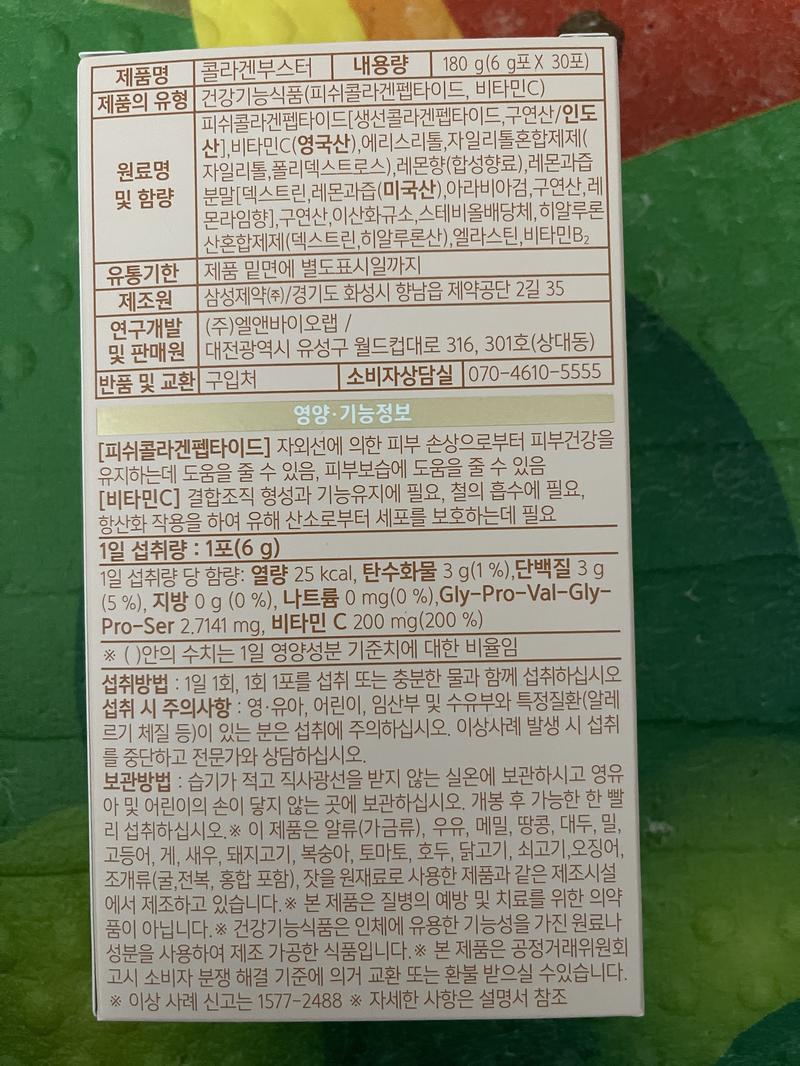 제품명 콜라겐부스터 내용량 180 g(6 g포 X 30포)
제품의 유형 건강기능식품(피쉬콜라겐펩타이드, 비타민C)
원료명 및 함량
피쉬콜라겐펩타이드[생선콜라겐펩타이드,구연산/인도
산],비타민C(영국산),에리스리톨,자일리톨혼합제제(
자일리톨,폴리덱스트로스),레몬향(합성향료),레몬과즙
분말[덱스트린,레몬과즙(미국산),아라비아검,구연산,레
몬라임향],구연산,이산화규소,스테비올배당체,히알루론
산혼합제제(덱스트린,히알루론산),엘라스틴,비타민B₂
유통기한 제품 밑면에 별도표시일까지
제조원 삼성제약㈜/경기도 화성시 향남읍 제약공단 2길 35
연구개발 및 판매원
(주)엘앤바이오랩 /
대전광역시 유성구 월드컵대로 316, 301호(상대동)
반품 및 교환 구입처 소비자상담실 070-4610-5555
영양·기능정보
[피쉬콜라겐펩타이드] 자외선에 의한 피부 손상으로부터 피부건강을
유지하는데 도움을 줄 수 있음, 피부보습에 도움을 줄 수 있음
[비타민C] 결합조직 형성과 기능유지에 필요, 철의 흡수에 필요,
항산화 작용을 하여 유해 산소로부터 세포를 보호하는데 필요
1일 섭취량 : 1포(6 g)
1일 섭취량 당 함량: 열량 25 kcal, 탄수화물 3 g(1 %),단백질 3 g
(5 %), 지방 0 g (0 %), 나트륨 0 mg(0 %),Gly-Pro-Val-Gly-
Pro-Ser 2.7141 mg, 비타민 C 200 mg(200 %)
※ ( )안의 수치는 1일 영양성분 기준치에 대한 비율임
섭취방법 : 1일 1회, 1회 1포를 섭취 또는 충분한 물과 함께 섭취하십시오
섭취 시 주의사항 : 영·유아, 어린이, 임산부 및 수유부와 특정질환(알레
르기 체질 등)이 있는 분은 섭취에 주의하십시오. 이상사례 발생 시 섭취
를 중단하고 전문가와 상담하십시오.
보관방법 : 습기가 적고 직사광선을 받지 않는 실온에 보관하시고 영유
아 및 어린이의 손이 닿지 않는 곳에 보관하십시오. 개봉 후 가능한 한 빨
리 섭취하십시오.※ 이 제품은 알류(가금류), 우유, 메밀, 땅콩, 대두, 밀,
고등어, 게, 새우, 돼지고기, 복숭아, 토마토, 호두, 닭고기, 쇠고기,오징어,
조개류(굴,전복, 홍합 포함), 잣을 원재료로 사용한 제품과 같은 제조시설
에서 제조하고 있습니다.※ 본 제품은 질병의 예방 및 치료를 위한 의약
품이 아닙니다.※ 건강기능식품은 인체에 유용한 기능성을 가진 원료나
성분을 사용하여 제조 가공한 식품입니다.※ 본 제품은 공정거래위원회
고시 소비자 분쟁 해결 기준에 의거 교환 또는 환불 받으실 수있습니다.
※ 이상 사례 신고는 1577-2488 ※ 자세한 사항은 설명서 참조